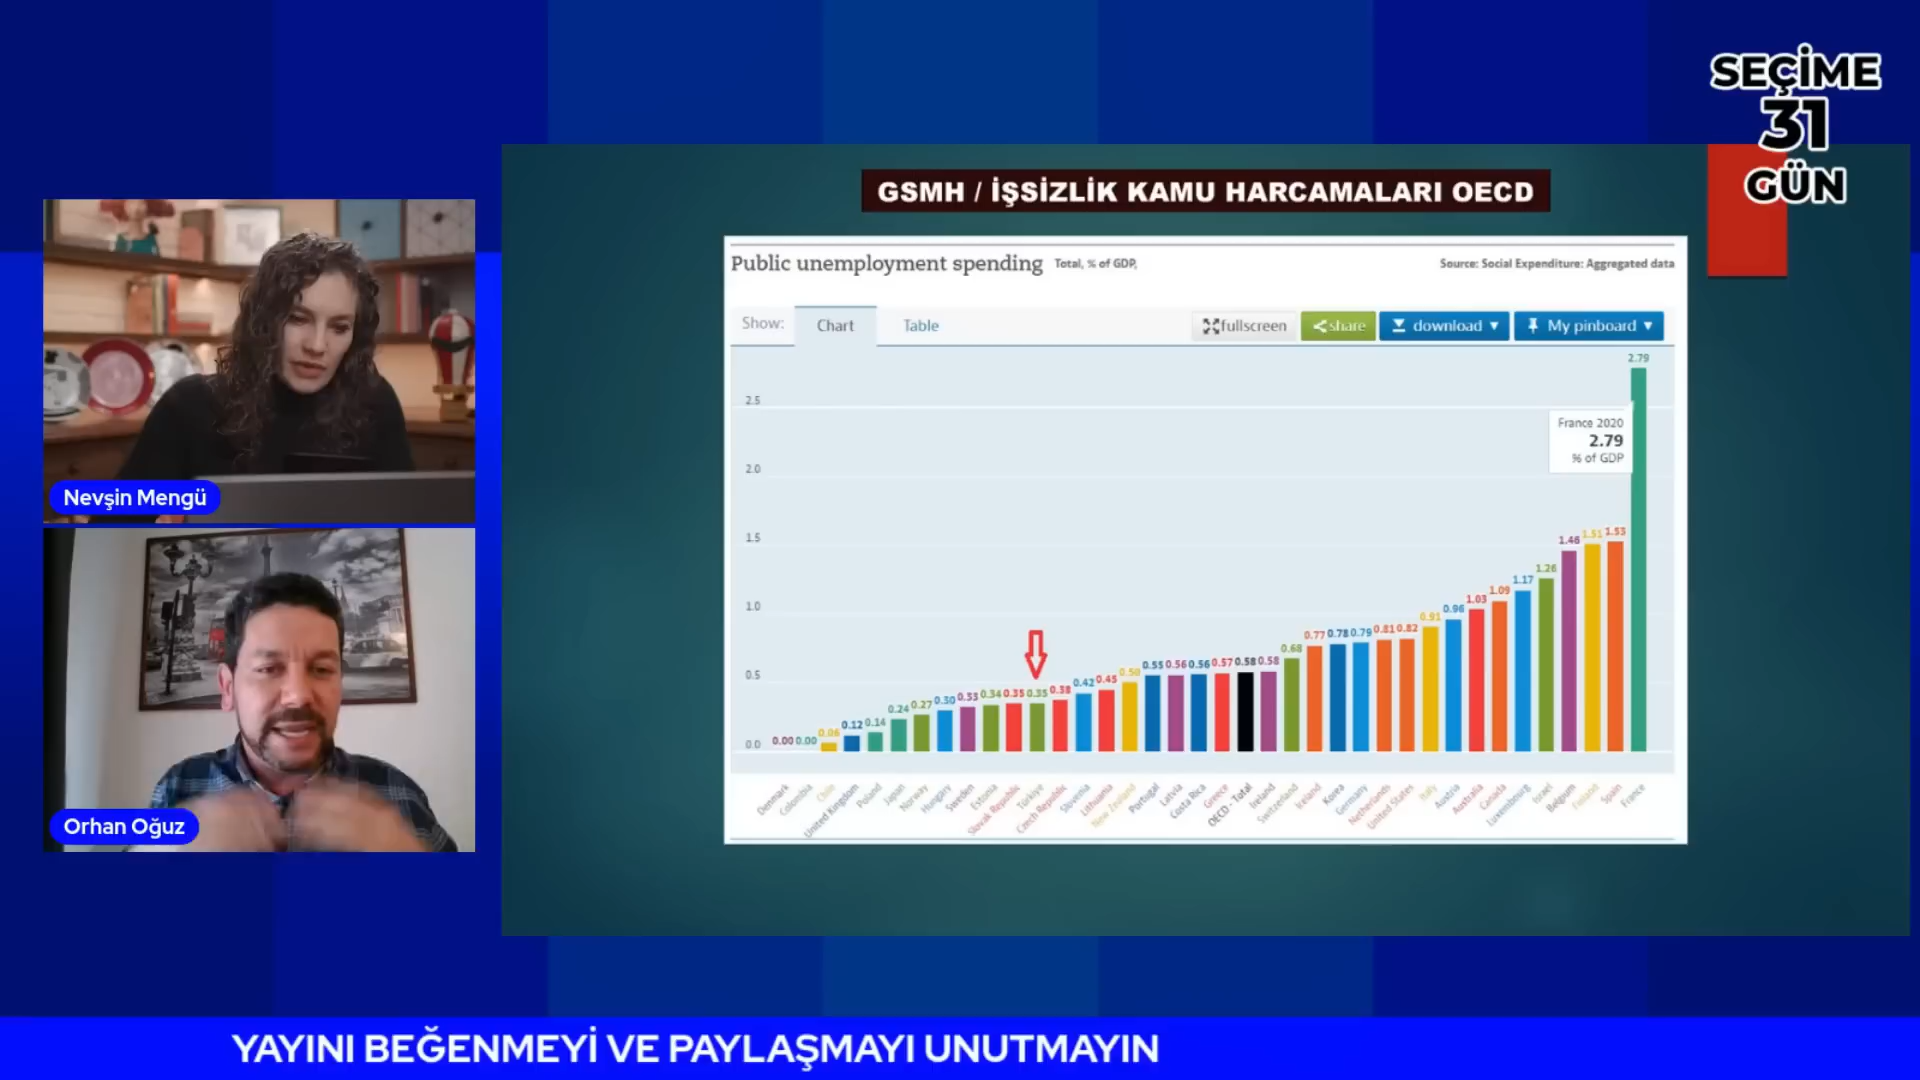 SEÇİME
31
GÜN
GSMH / İŞSİZLİK KAMU HARCAMALARI OECD
Public unemployment spending Total, % of GDP,
Source: Social Expenditure: Aggregated data
Show: Chart Table
fullscreen share download My pinboard
2.79
France 2020
2.79
% of GDP
2.5
2.0
1.5
1.0
0.5
0.0
0.00 0.00 0.06 0.12 0.14 0.24 0.27 0.30 0.33 0.34 0.35 0.35 0.38 0.42 0.45 0.50 0.55 0.56 0.56 0.57 0.58 0.58 0.68 0.77 0.78 0.79 0.81 0.82 0.91 0.96 1.03 1.09 1.17 1.26 1.46 1.51 1.53
Denmark
Colombia
Chile
United Kingdom
Poland
Japan
Norway
Hungary
Sweden
Estonia
Slovak Republic
Türkiye
Czech Republic
Slovenia
Lithuania
New Zealand
Portugal
Latvia
Costa Rica
Greece
OECD - Total
Ireland
Switzerland
Iceland
Korea
Germany
Netherlands
United States
Italy
Austria
Australia
Canada
Luxembourg
Israel
Belgium
Finland
Spain
France
Nevşin Mengü
Orhan Oğuz
YAYINI BEĞENMEYİ VE PAYLAŞMAYI UNUTMAYIN